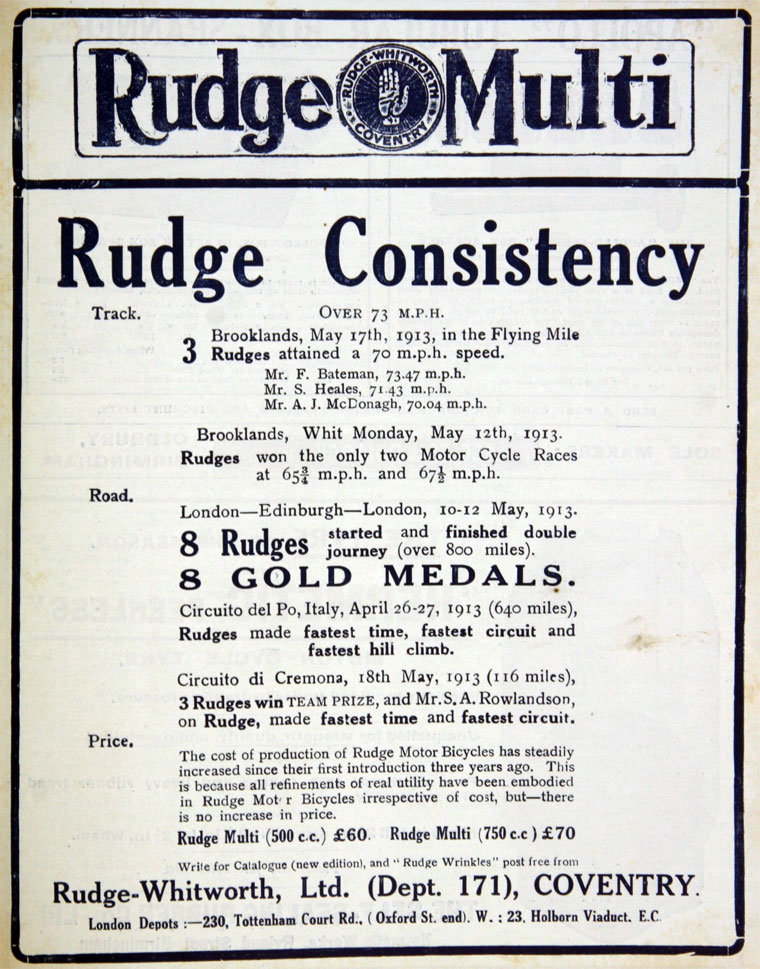 Rudge Multi
RUDGE-WHITWORTH
COVENTRY
Rudge Consistency
Track.
OVER 73 M.P.H.
Brooklands, May 17th, 1913, in the Flying Mile
3 Rudges attained a 70 m.p.h. speed.
Mr. F. Bateman, 73.47 m.p.h.
Mr. S. Heales, 71.43 m.p.h.
Mr. A. J. McDonagh, 70.04 m.p.h.
Brooklands, Whit Monday, May 12th, 1913.
Rudges won the only two Motor Cycle Races
at 65¾ m.p.h. and 67½ m.p.h.
Road.
London—Edinburgh—London, 10-12 May, 1913.
8 Rudges started and finished double
journey (over 800 miles).
8 GOLD MEDALS.
Circuito del Po, Italy, April 26-27, 1913 (640 miles),
Rudges made fastest time, fastest circuit and
fastest hill climb.
Circuito di Cremona, 18th May, 1913 (116 miles),
3 Rudges win TEAM PRIZE, and Mr. S. A. Rowlandson,
on Rudge, made fastest time and fastest circuit.
Price.
The cost of production of Rudge Motor Bicycles has steadily
increased since their first introduction three years ago. This
is because all refinements of real utility have been embodied
in Rudge Mot r Bicycles irrespective of cost, but—there
is no increase in price.
Rudge Multi (500 c.c.) £60. Rudge Multi (750 c.c) £70
Write for Catalogue (new edition), and "Rudge Wrinkles" post free from
Rudge-Whitworth, Ltd. (Dept. 171), COVENTRY.
London Depots :—230, Tottenham Court Rd., (Oxford St. end). W. : 23, Holborn Viaduct. E.C.